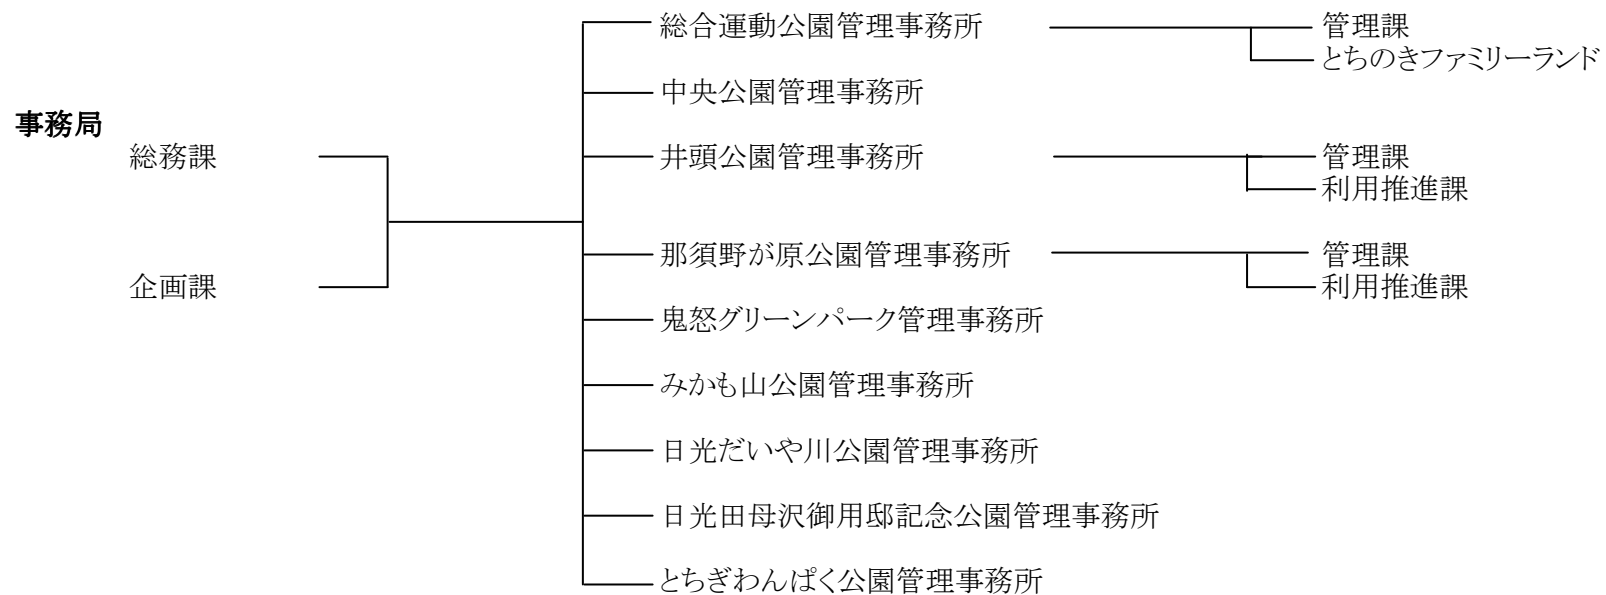 事務局
総務課
企画課
総合運動公園管理事務所
管理課
とちのきファミリーランド
中央公園管理事務所
井頭公園管理事務所
管理課
利用推進課
那須野が原公園管理事務所
管理課
利用推進課
鬼怒グリーンパーク管理事務所
みかも山公園管理事務所
日光だいや川公園管理事務所
日光田母沢御用邸記念公園管理事務所
とちぎわんぱく公園管理事務所